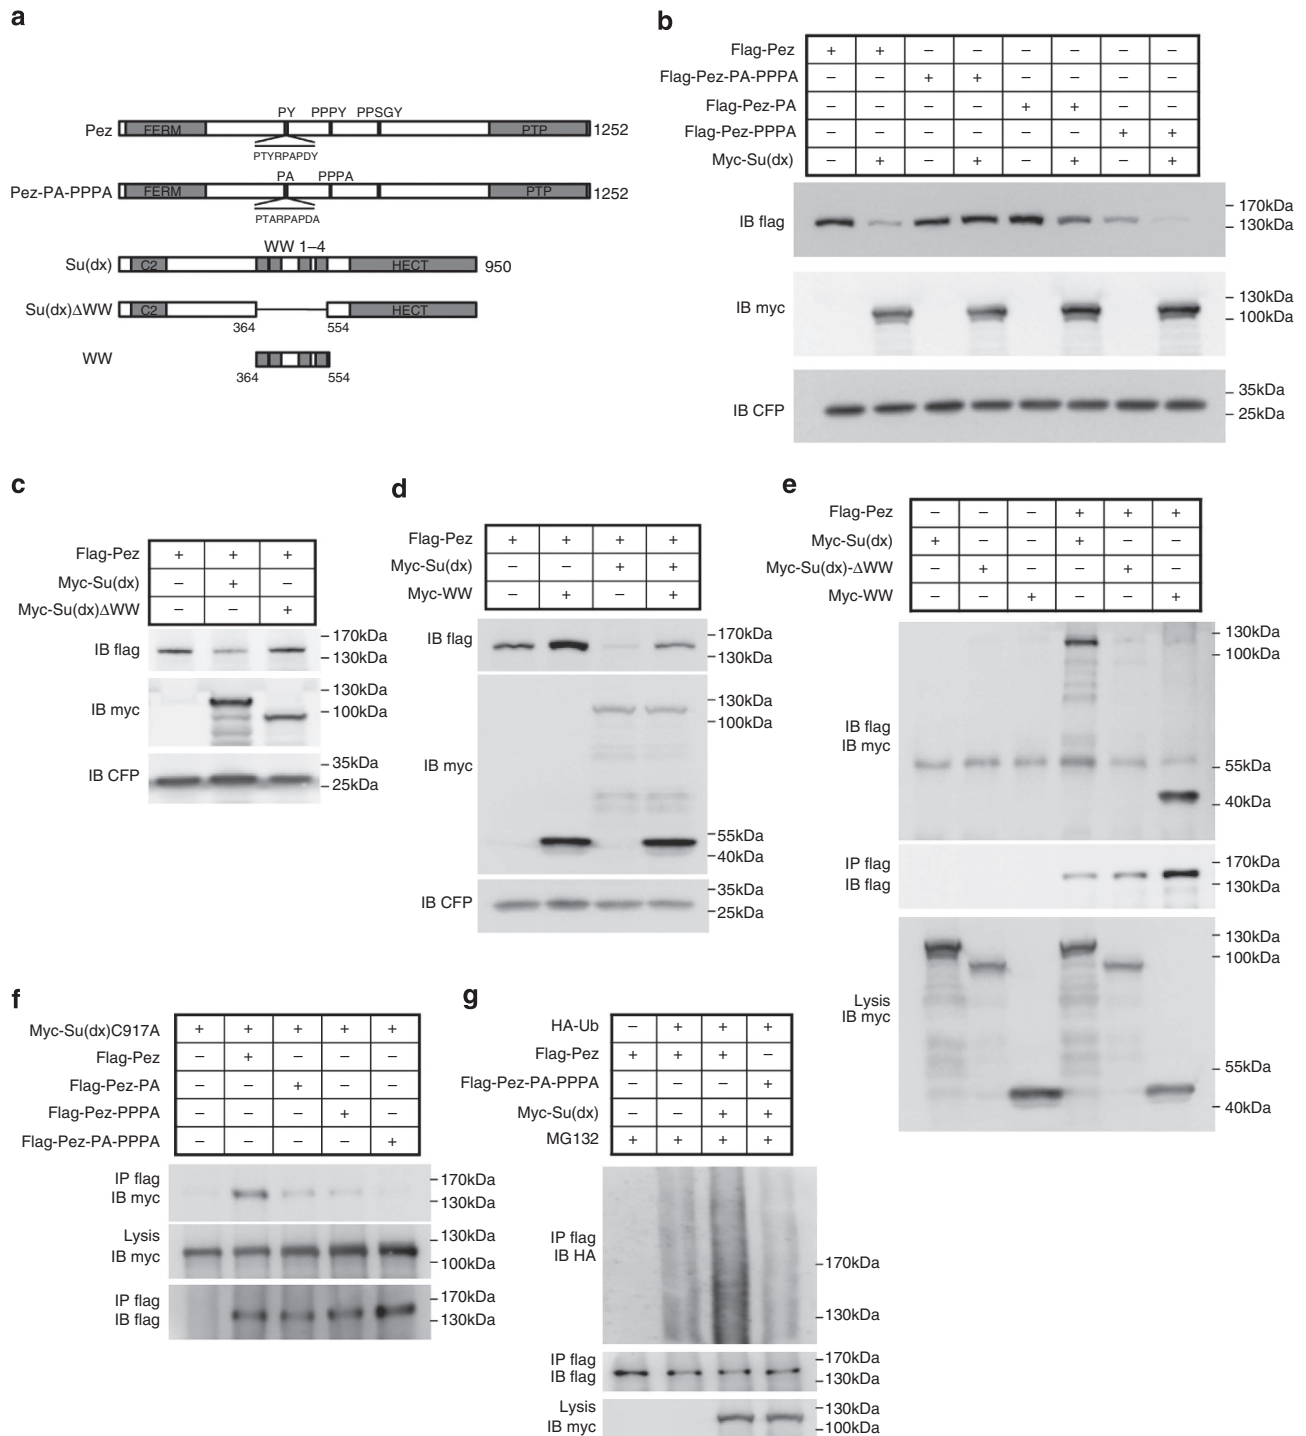 a
PY PPPY PPSGY
Pez FERM PTP 1252
PTYRPAPDY
PA PPPA
Pez-PA-PPPA FERM PTP 1252
PTARPAPDA
WW 1–4
Su(dx) C2 HECT 950
Su(dx)ΔWW C2 HECT
364 554
WW
364 554
b
Flag-Pez + + – – – – – –
Flag-Pez-PA-PPPA – – + + – – – –
Flag-Pez-PA – – – – + + – –
Flag-Pez-PPPA – – – – – – + +
Myc-Su(dx) – + – + – + – +
IB flag
170kDa
130kDa
IB myc
130kDa
100kDa
IB CFP
35kDa
25kDa
c
Flag-Pez + + +
Myc-Su(dx) – + –
Myc-Su(dx)ΔWW – – +
IB flag
170kDa
130kDa
IB myc
130kDa
100kDa
IB CFP
35kDa
25kDa
d
Flag-Pez + + + +
Myc-Su(dx) – – + +
Myc-WW – + – +
IB flag
170kDa
130kDa
IB myc
130kDa
100kDa
55kDa
40kDa
IB CFP
35kDa
25kDa
e
Flag-Pez – – – + + +
Myc-Su(dx) + – – + – –
Myc-Su(dx)-ΔWW – + – – + –
Myc-WW – – + – – +
IB flag
IB myc
130kDa
100kDa
55kDa
40kDa
IP flag
IB flag
170kDa
130kDa
Lysis
IB myc
130kDa
100kDa
55kDa
40kDa
f
Myc-Su(dx)C917A + + + + +
Flag-Pez – + – – –
Flag-Pez-PA – – + – –
Flag-Pez-PPPA – – – + –
Flag-Pez-PA-PPPA – – – – +
IP flag
IB myc
170kDa
130kDa
Lysis
IB myc
130kDa
100kDa
IP flag
IB flag
170kDa
130kDa
g
HA-Ub – + + +
Flag-Pez + + + –
Flag-Pez-PA-PPPA – – – +
Myc-Su(dx) – – + +
MG132 + + + +
IP flag
IB HA
170kDa
130kDa
IP flag
IB flag
170kDa
130kDa
Lysis
IB myc
130kDa
100kDa